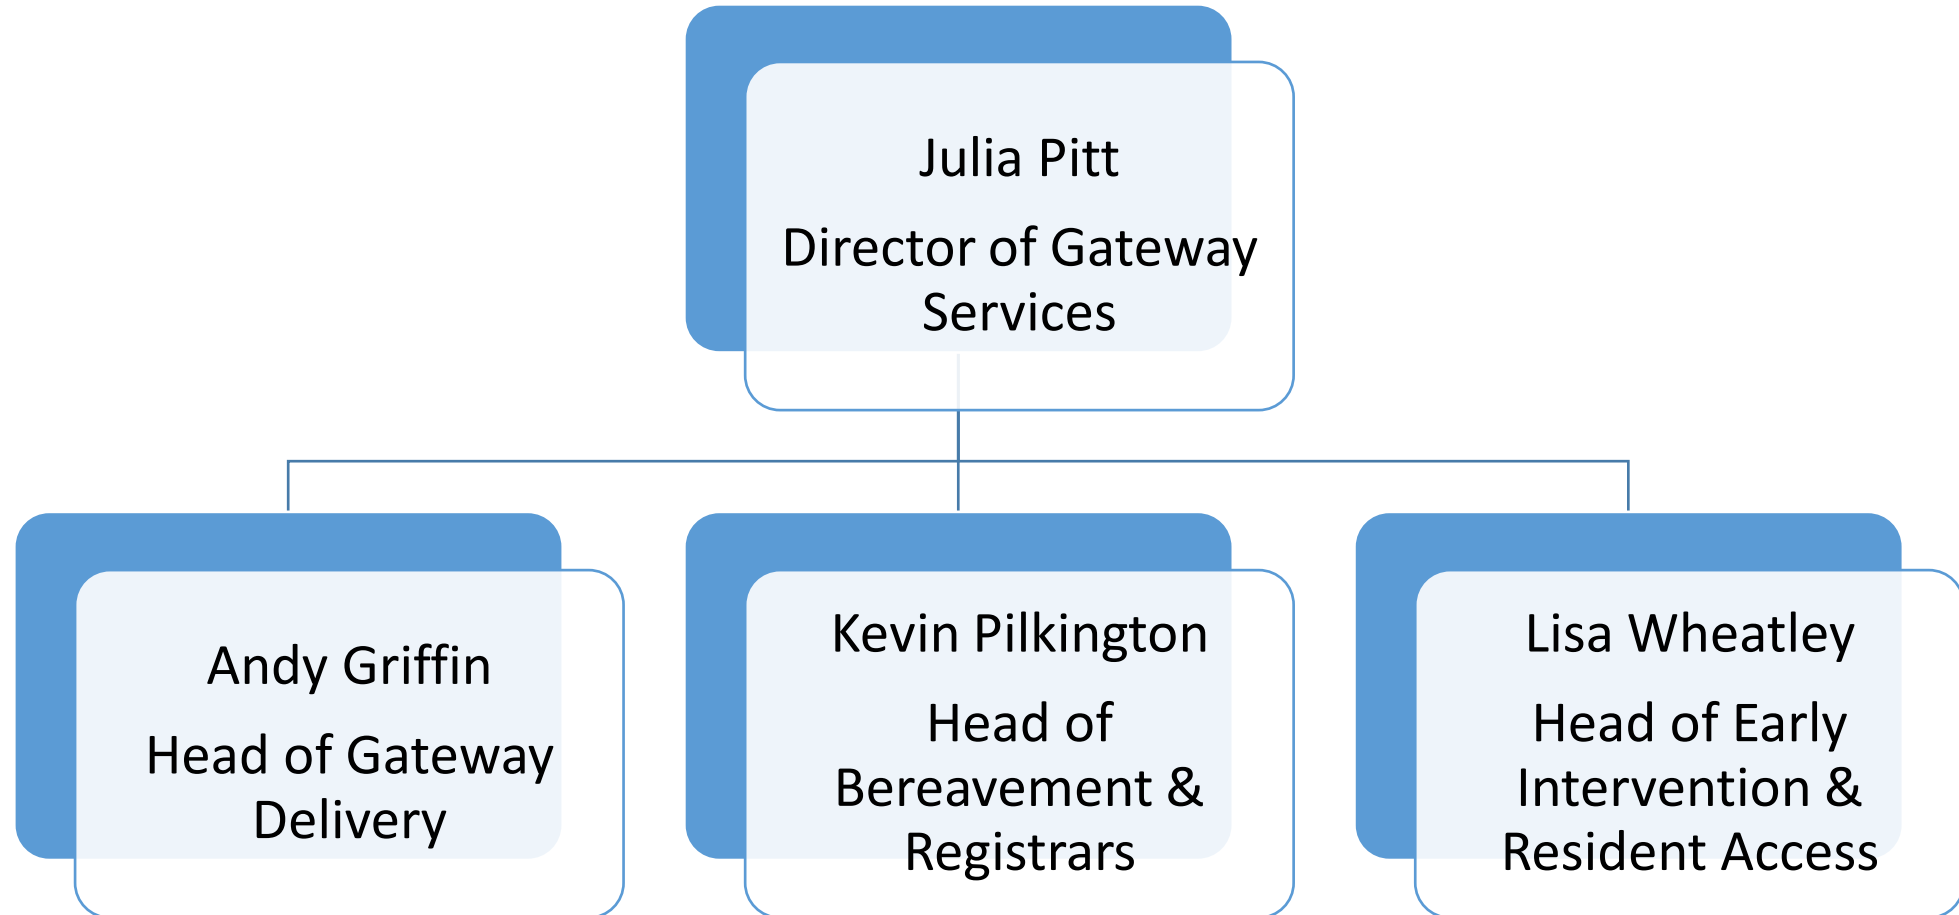 Julia Pitt
Director of Gateway
Services
Andy Griffin
Head of Gateway
Delivery
Kevin Pilkington
Head of
Bereavement &
Registrars
Lisa Wheatley
Head of Early
Intervention &
Resident Access